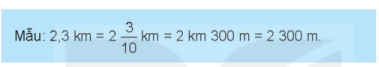 Mẫu: 2,3 km = 2 3/10 km = 2 km 300 m = 2 300 m.